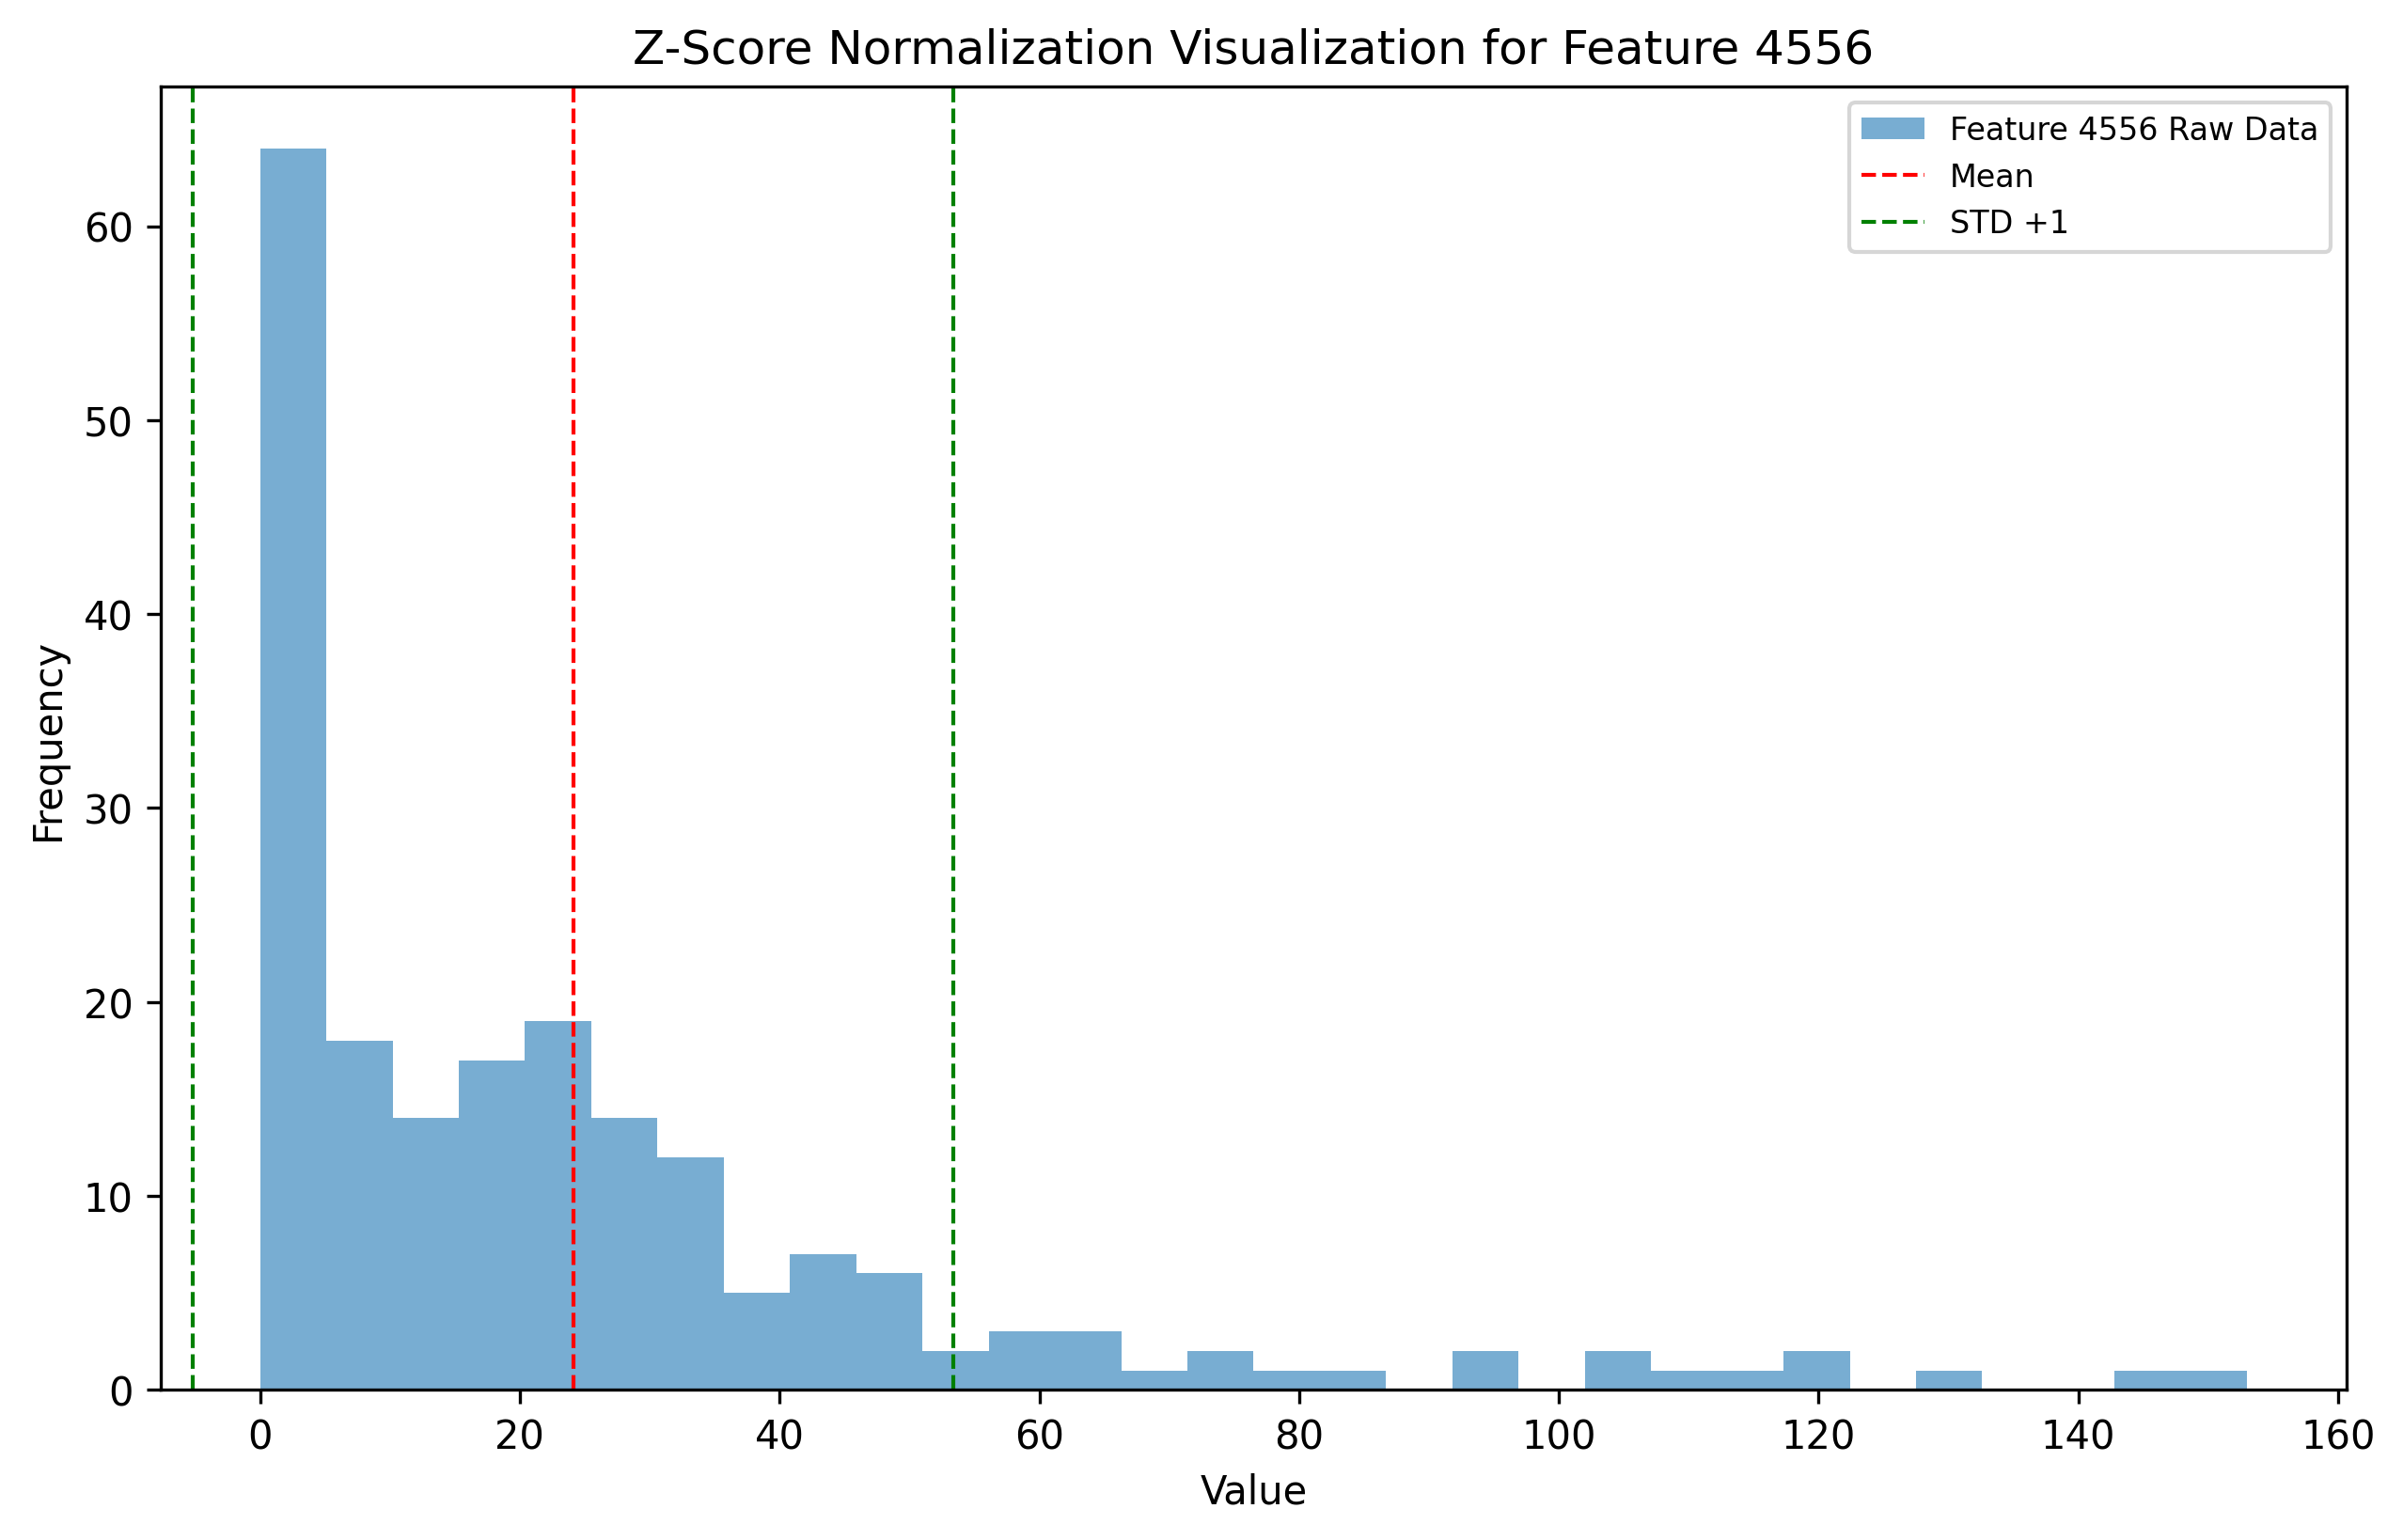 Z-Score Normalization Visualization for Feature 4556
Feature 4556 Raw Data
Mean
STD +1
Frequency
60
50
40
30
20
10
0
0 20 40 60 80 100 120 140 160
Value